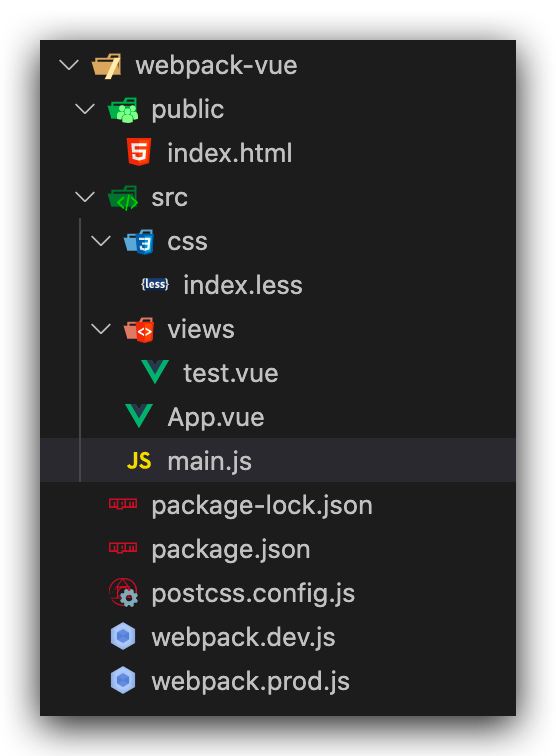 webpack-vue
public
index.html
src
css
index.less
views
test.vue
App.vue
JS main.js
package-lock.json
package.json
postcss.config.js
webpack.dev.js
webpack.prod.js